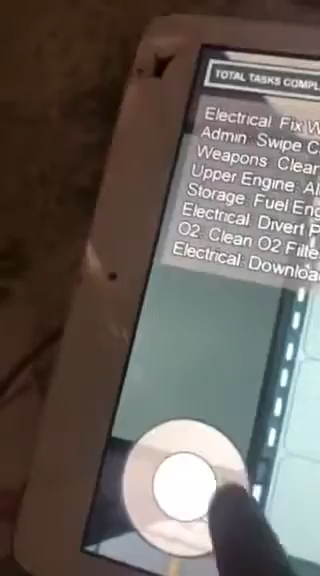 TOTAL TASKS COMPL
Electrical: Fix W
Admin: Swipe C
Weapons: Clear
Upper Engine: Al
Storage: Fuel Eng
Electrical: Divert P
O2: Clean O2 Filte
Electrical: Downloa